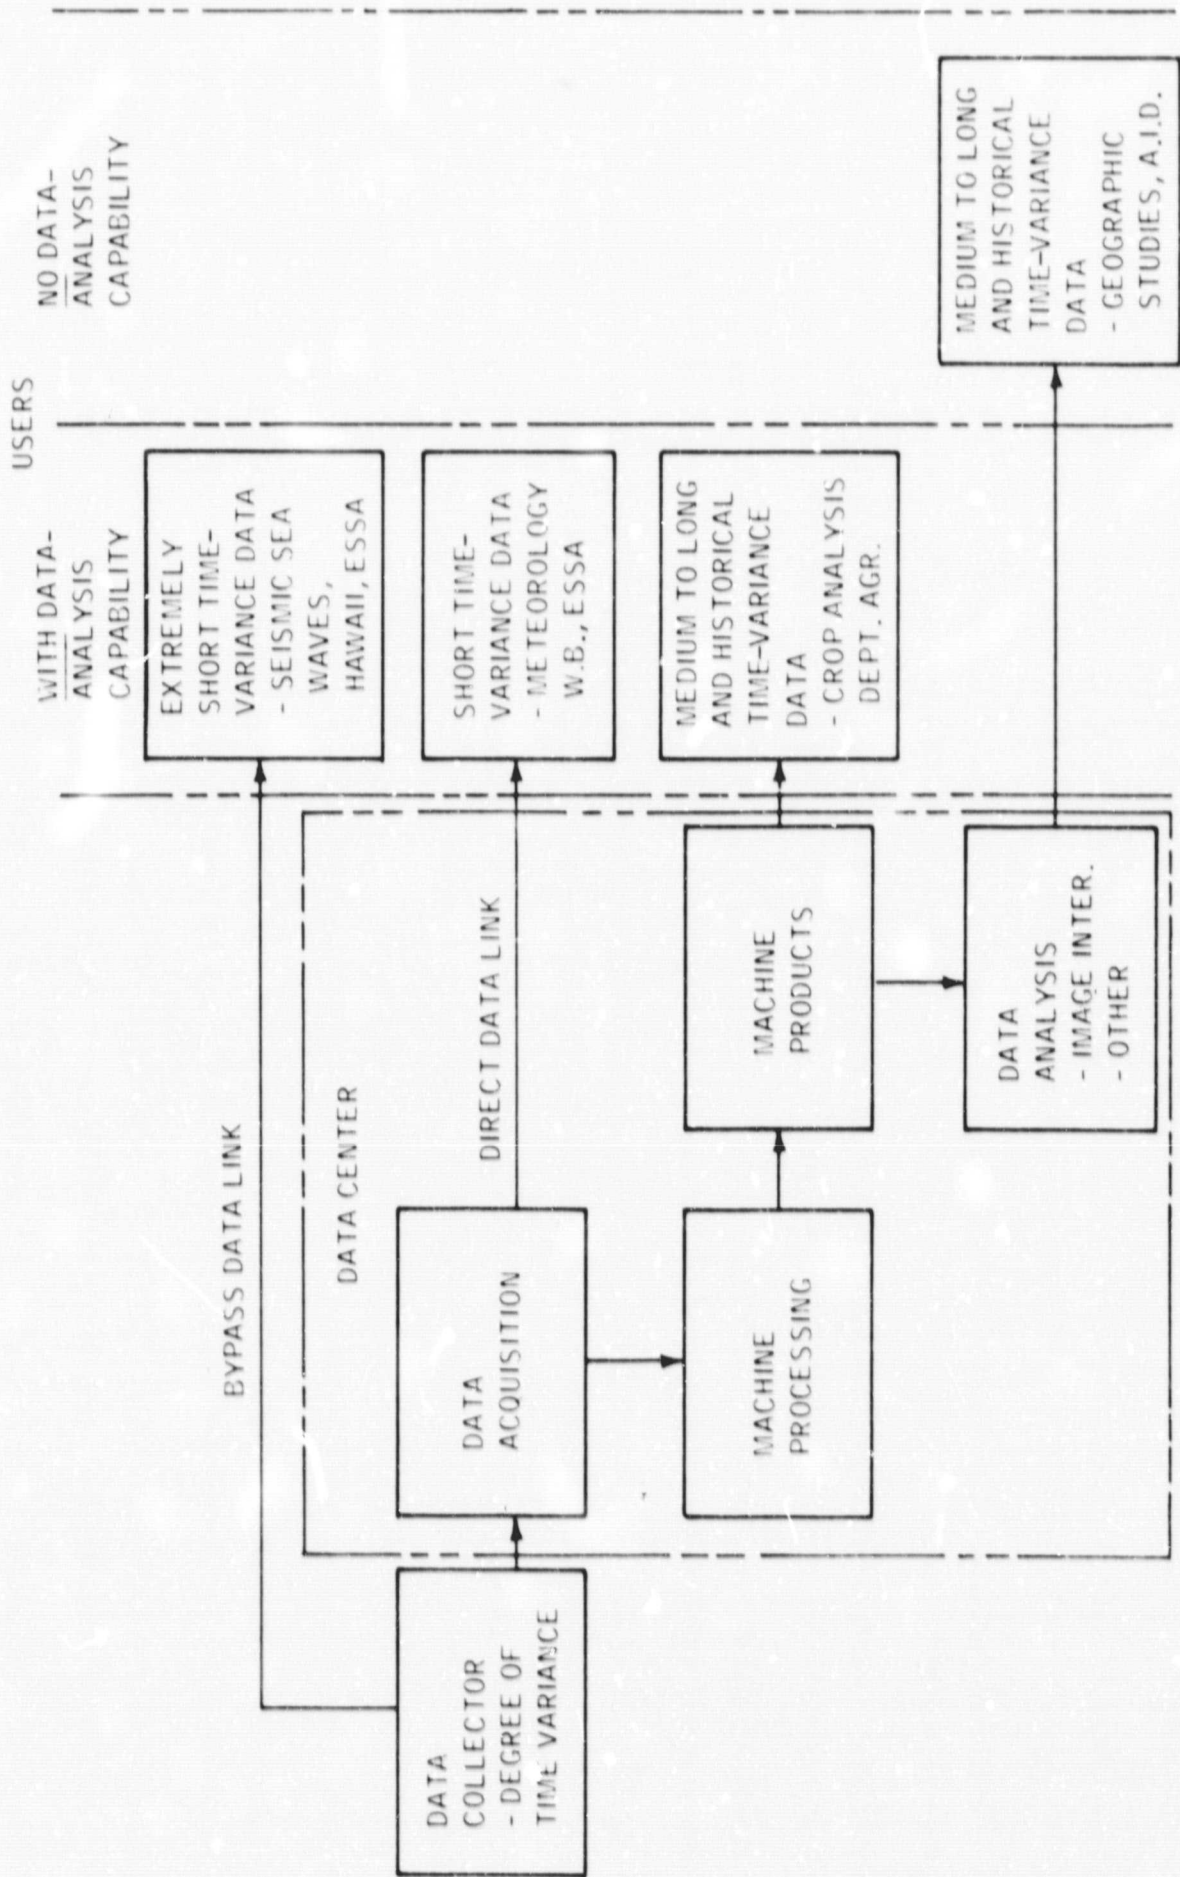 USERS
WITH DATA-
ANALYSIS
CAPABILITY
NO DATA-
ANALYSIS
CAPABILITY
BYPASS DATA LINK
EXTREMELY
SHORT TIME-
VARIANCE DATA
- SEISMIC SEA
WAVES,
HAWAII, ESSA
DATA CENTER
DATA
COLLECTOR
- DEGREE OF
TIME VARIANCE
DATA
ACQUISITION
DIRECT DATA LINK
SHORT TIME-
VARIANCE DATA
- METEOROLOGY
W.B., ESSA
MACHINE
PROCESSING
MACHINE
PRODUCTS
MEDIUM TO LONG
AND HISTORICAL
TIME-VARIANCE
DATA
- CROP ANALYSIS
DEPT. AGR.
DATA
ANALYSIS
- IMAGE INTER.
- OTHER
MEDIUM TO LONG
AND HISTORICAL
TIME-VARIANCE
DATA
- GEOGRAPHIC
STUDIES, A.I.D.